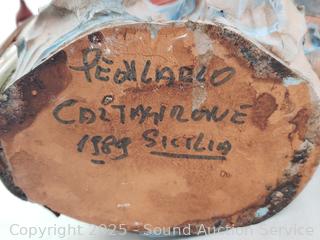 CALTAGIRONE
1989 SICILIA
Copyright 2025 - Sound Auction Service